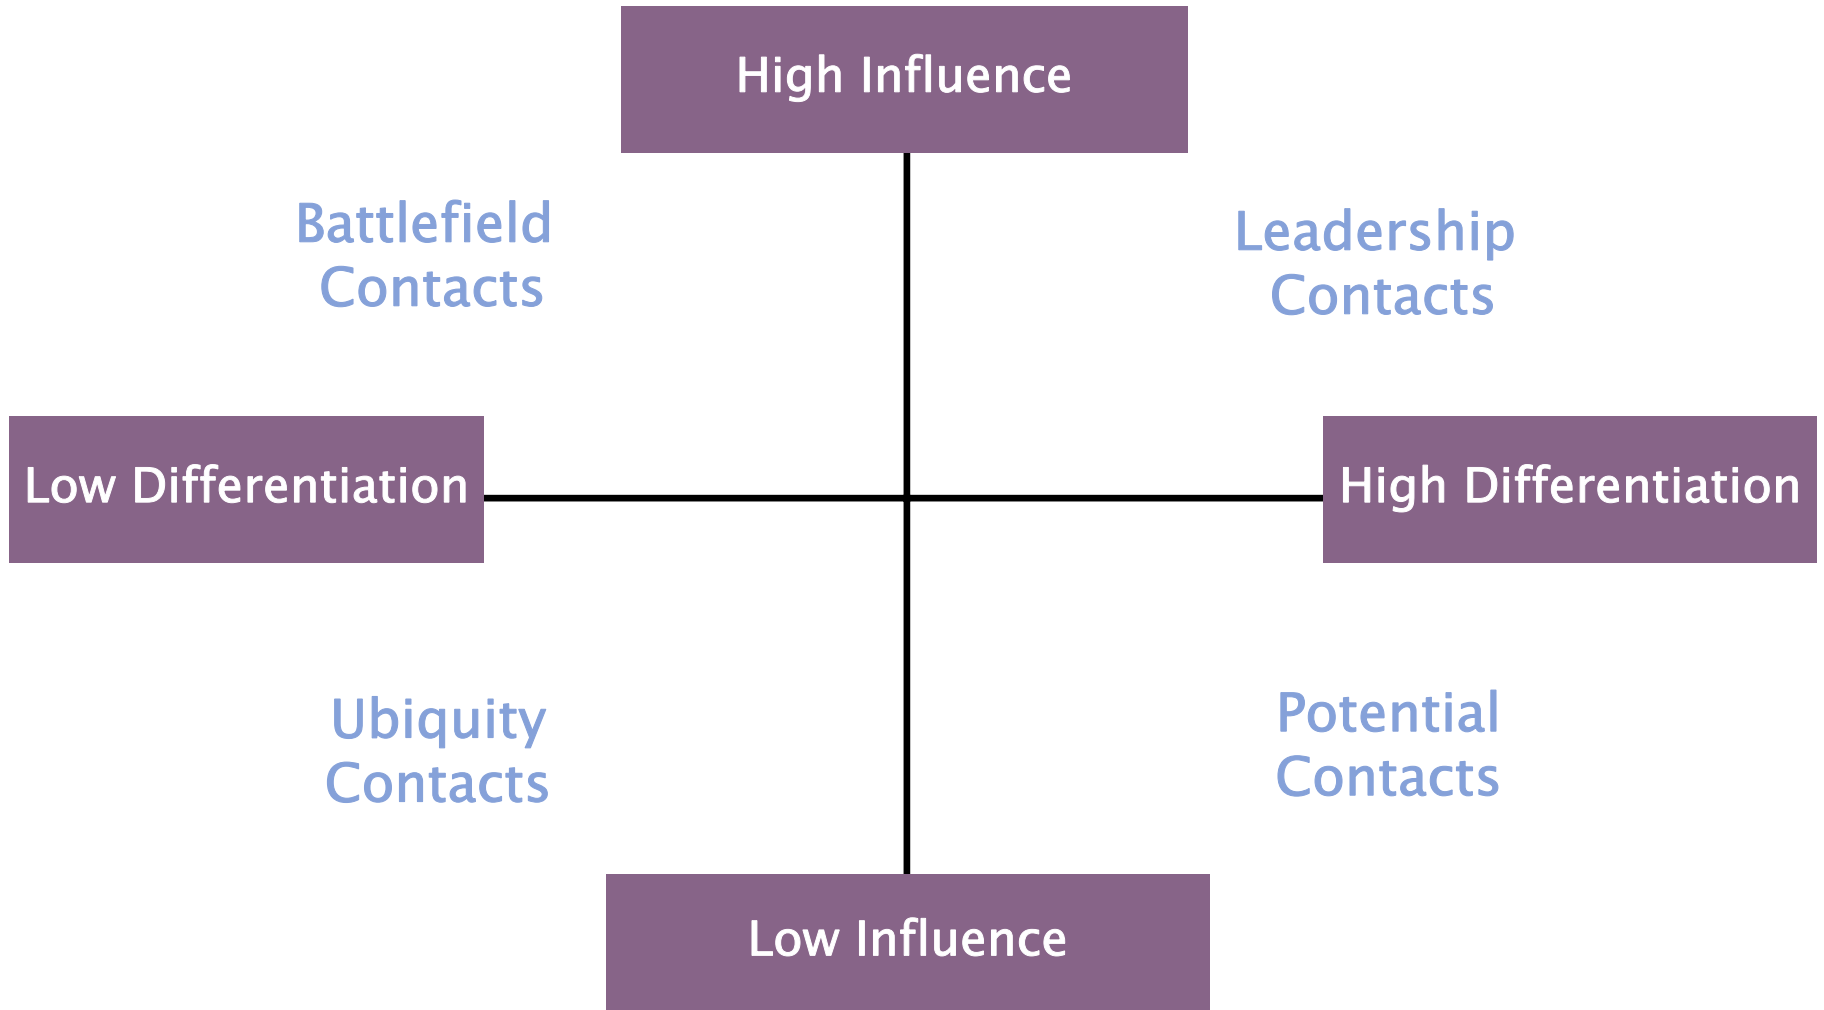 High Influence
Battlefield
Contacts
Leadership
Contacts
Low Differentiation
High Differentiation
Ubiquity
Contacts
Potential
Contacts
Low Influence